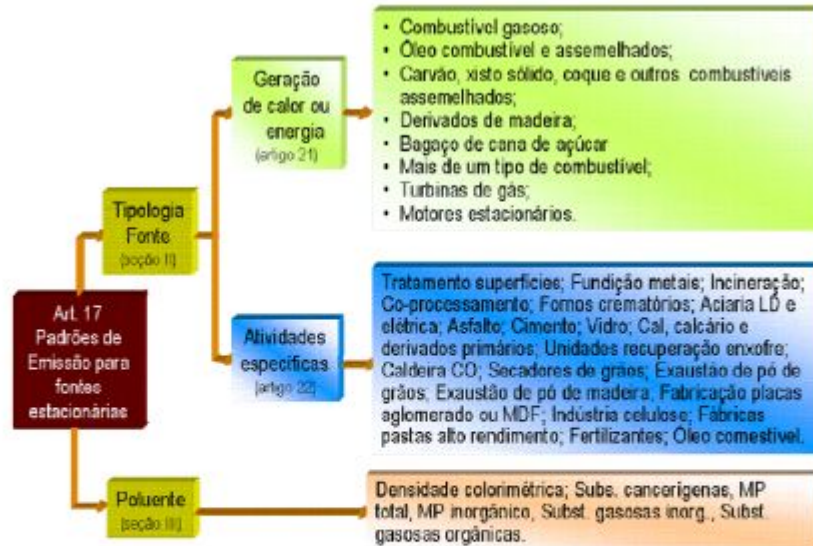 Art. 17
Padrões de
Emissão para
fontes
estacionárias
Tipologia
Fonte
(seção II)
Geração
de calor ou
energia
(artigo 21)
• Combustível gasoso;
• Óleo combustível e assemelhados;
• Carvão, xisto sólido, coque e outros combustíveis
assemelhados;
• Derivados de madeira;
• Bagaço de cana de açúcar
• Mais de um tipo de combustível;
• Turbinas de gás;
• Motores estacionários.
Atividades
específicas
(artigo 22)
Tratamento superfícies; Fundição metais; Incineração;
Co-processamento; Fornos crematórios; Aciaria LD e
elétrica; Asfalto; Cimento; Vidro; Cal, calcário e
derivados primários; Unidades recuperação enxofre;
Caldeira CO; Secadores de grãos; Exaustão de pó de
grãos; Exaustão de pó de madeira, Fabricação placas
aglomerado ou MDF; Indústria celulose; Fábricas
pastas alto rendimento; Fertilizantes; Óleo comestível.
Poluente
(seção III)
Densidade colorimétrica; Subs. cancerígenas, MP
total, MP inorgânico, Subst. gasosas inorg., Subst.
gasosas orgânicas.